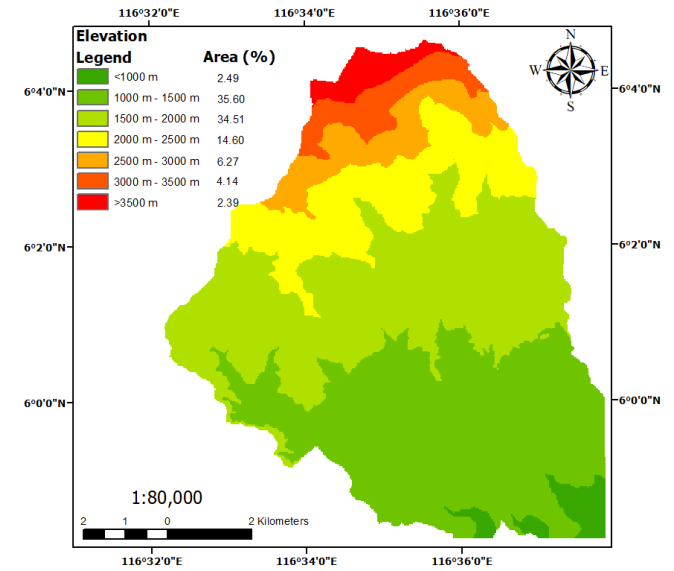 116°32'0"E 116°34'0"E 116°36'0"E
Elevation
Legend Area (%)
<1000 m 2.49
1000 m - 1500 m 35.60
1500 m - 2000 m 34.51
2000 m - 2500 m 14.60
2500 m - 3000 m 6.27
3000 m - 3500 m 4.14
>3500 m 2.39
N
W E
S
6°4'0"N 6°4'0"N
6°2'0"N 6°2'0"N
6°0'0"N 6°0'0"N
1:80,000
2 1 0 2 Kilometers
116°32'0"E 116°34'0"E 116°36'0"E